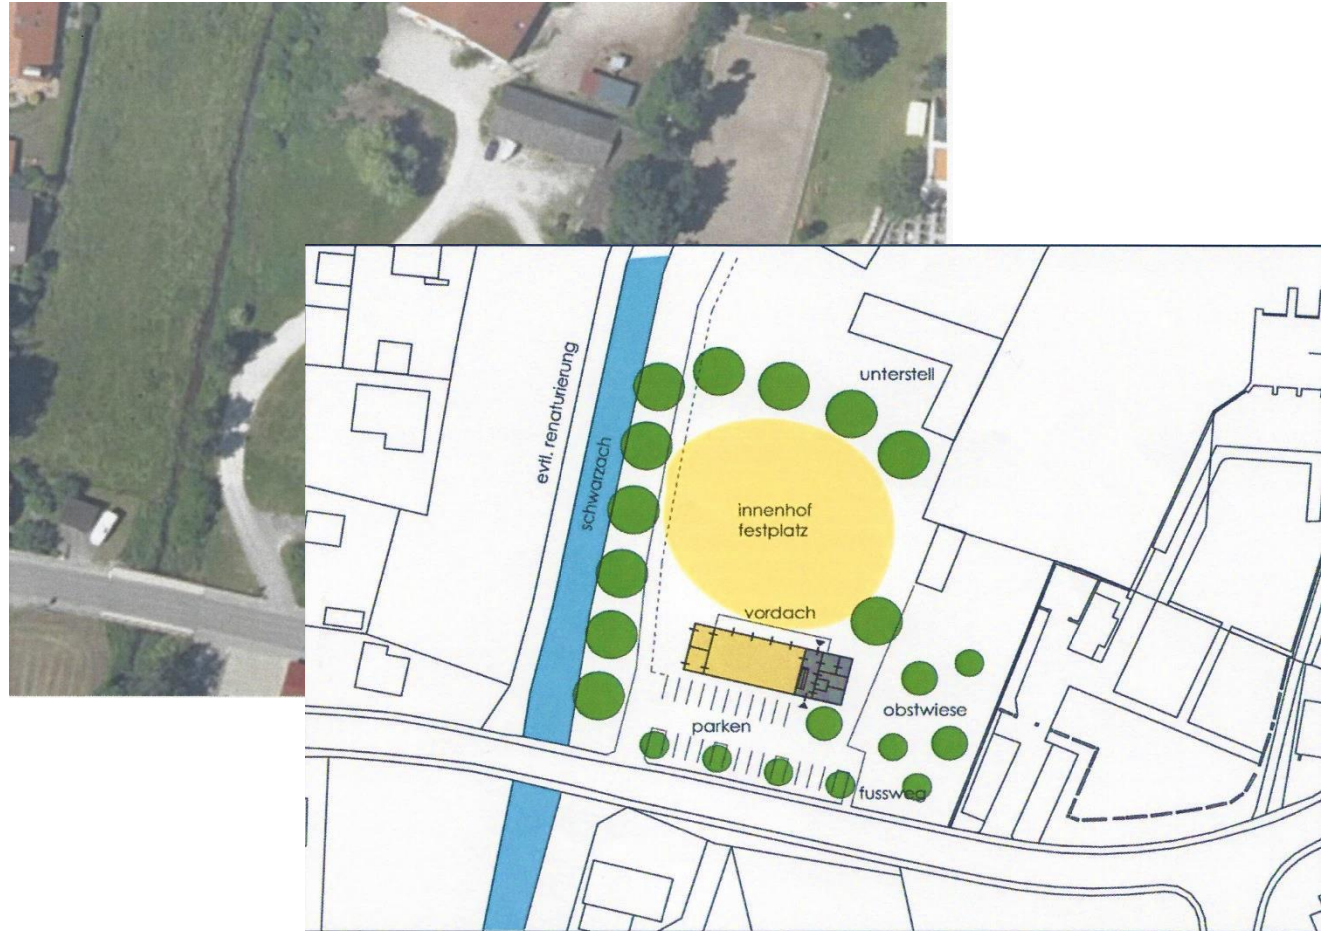 unterstell
evtl. renaturierung
schwarzach
innenhof
festplatz
vordach
obstwiese
parken
fussweg